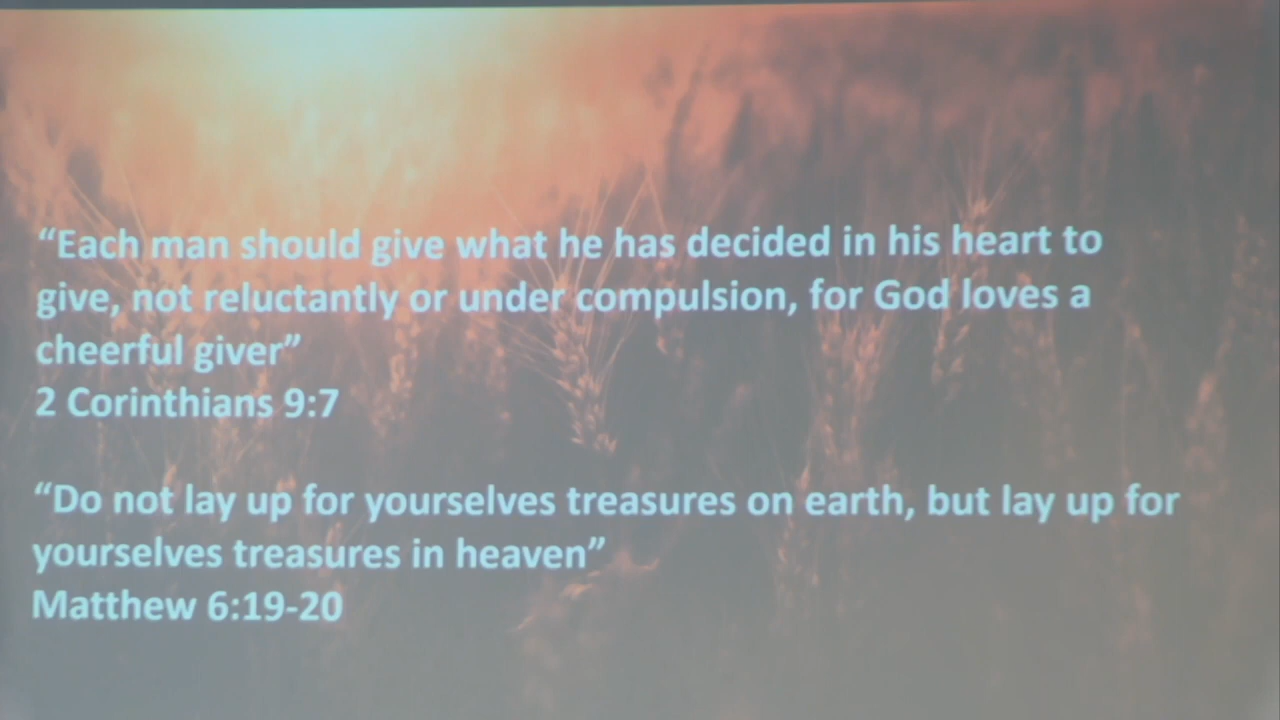 “Each man should give what he has decided in his heart to
give, not reluctantly or under compulsion, for God loves a
cheerful giver”
2 Corinthians 9:7
“Do not lay up for yourselves treasures on earth, but lay up for
yourselves treasures in heaven”
Matthew 6:19-20